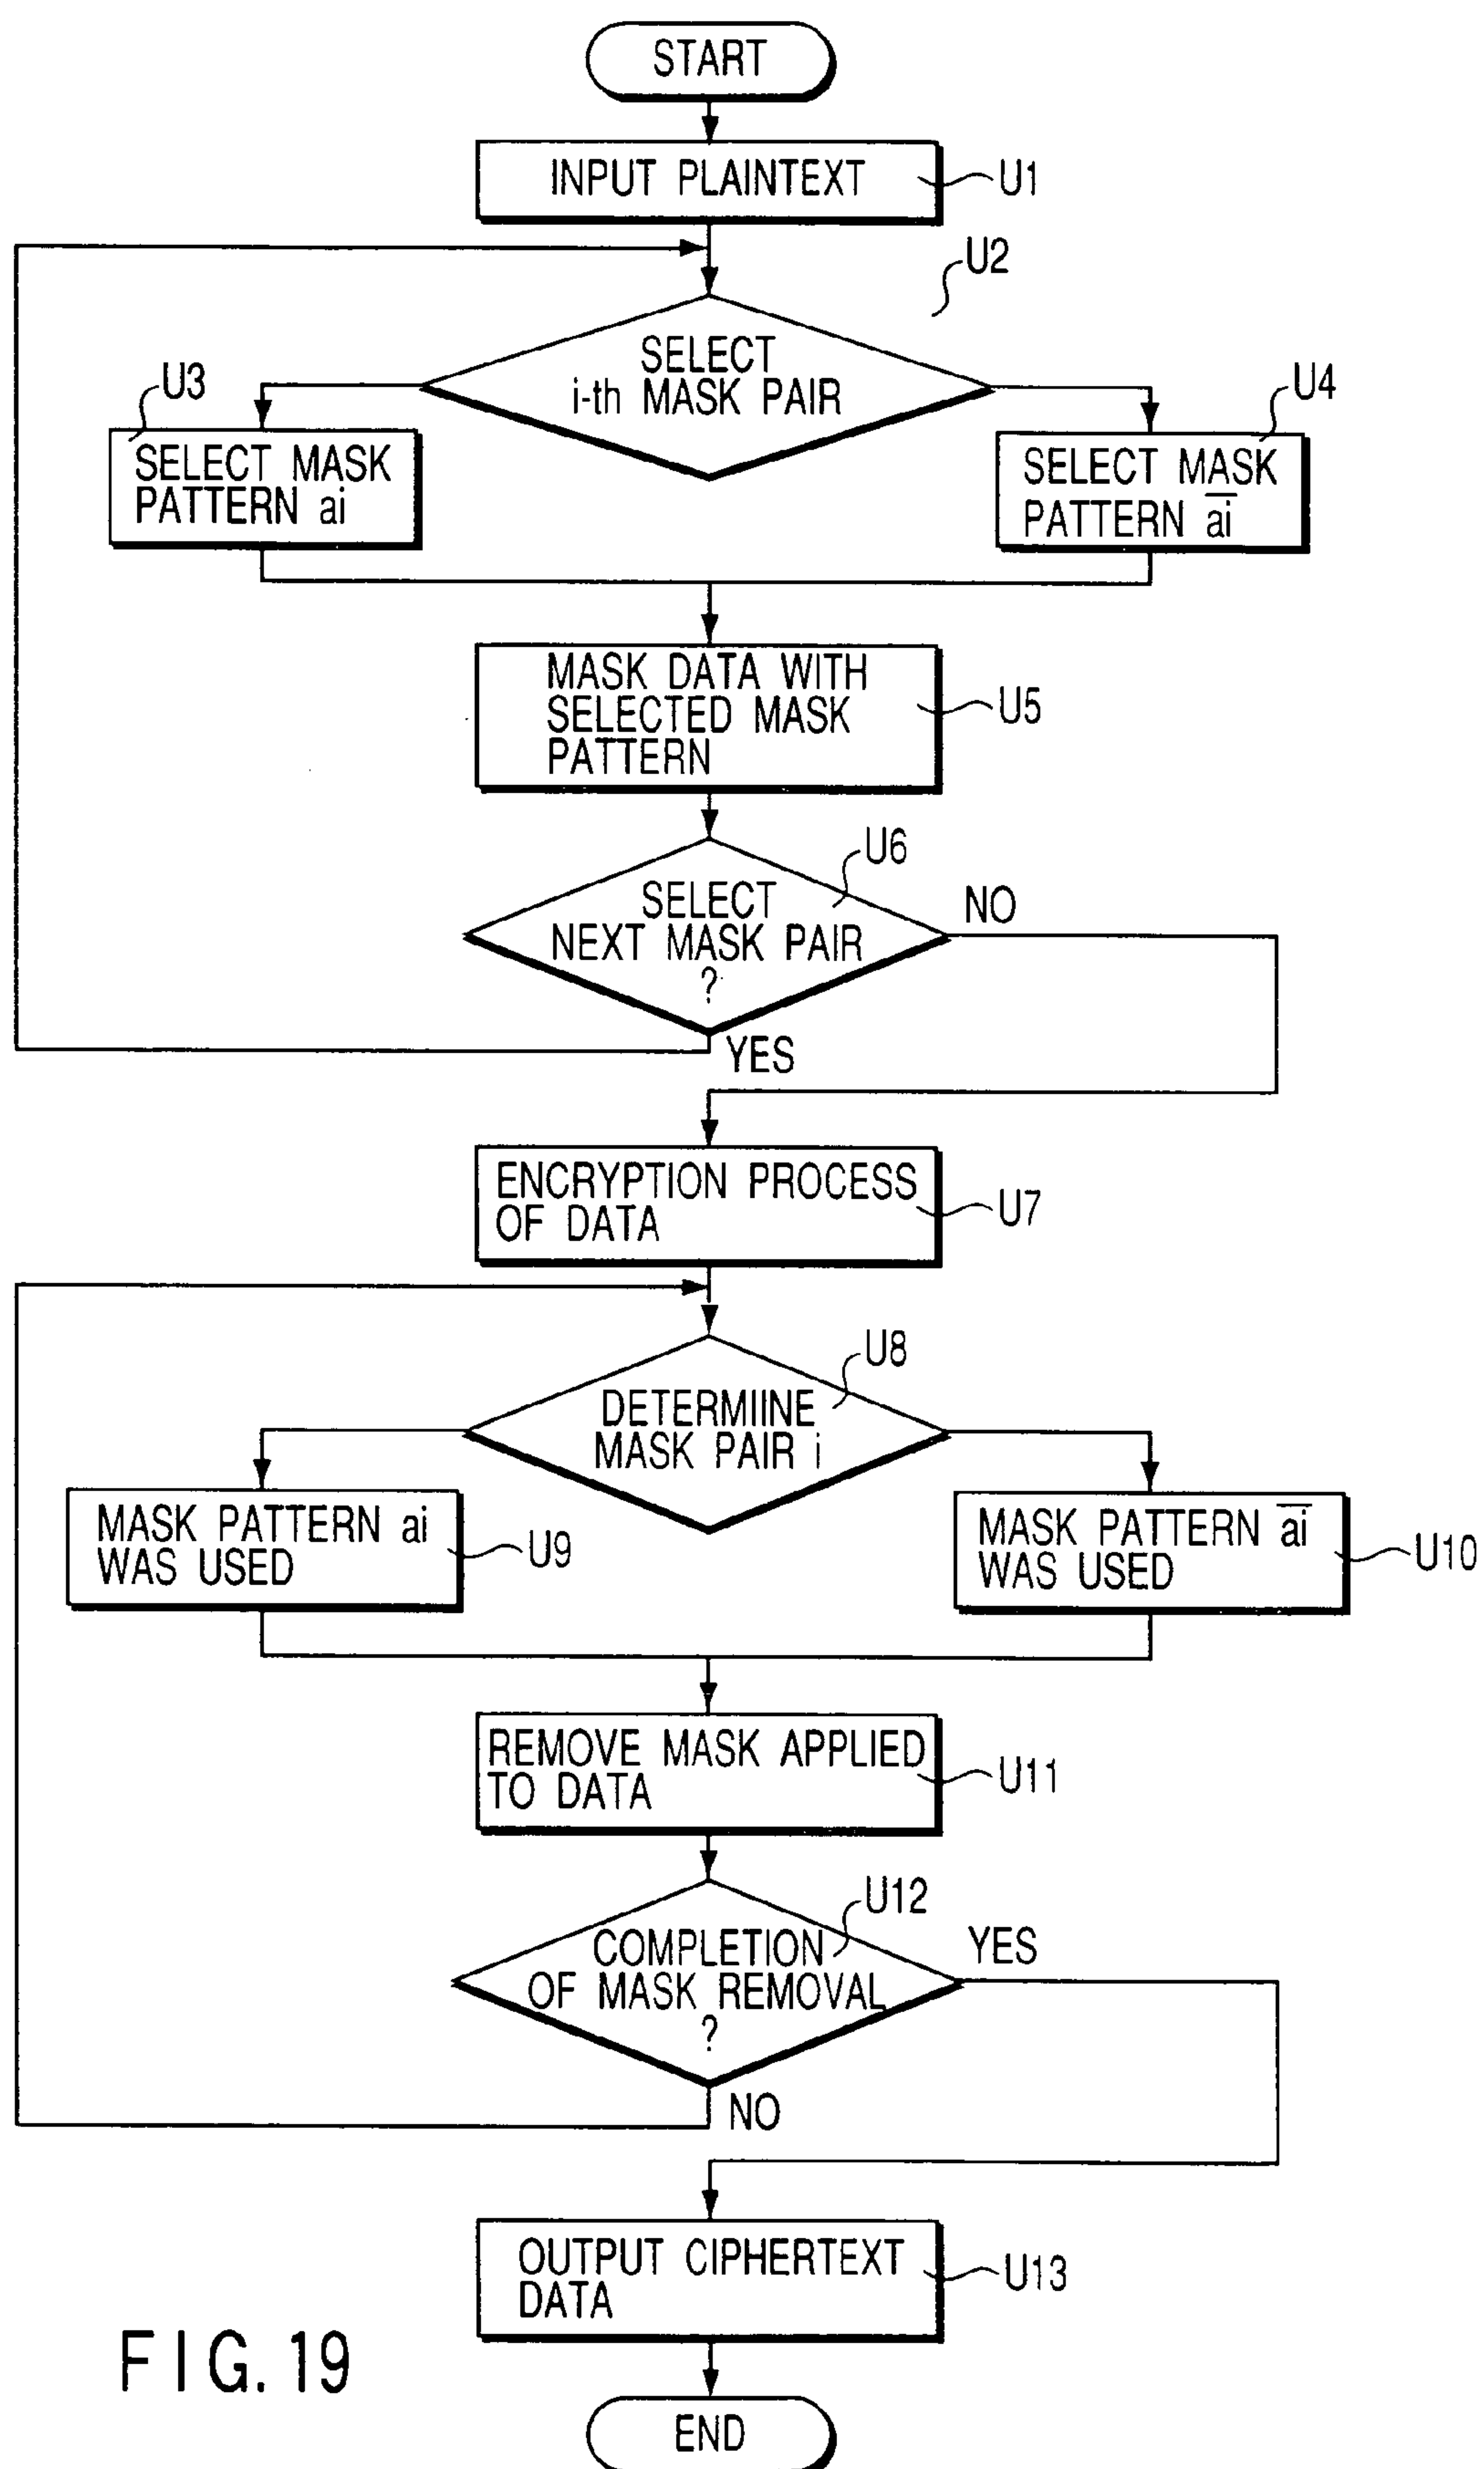 START
INPUT PLAINTEXT
U1
U2
SELECT
i-th MASK PAIR
U3
SELECT MASK
PATTERN ai
U4
SELECT MASK
PATTERN a̅i̅
MASK DATA WITH
SELECTED MASK
PATTERN
U5
U6
SELECT
NEXT MASK PAIR
?
NO
YES
ENCRYPTION PROCESS
OF DATA
U7
U8
DETERMIINE
MASK PAIR i
MASK PATTERN ai
WAS USED
U9
MASK PATTERN a̅i̅
WAS USED
U10
REMOVE MASK APPLIED
TO DATA
U11
U12
COMPLETION
OF MASK REMOVAL
?
YES
NO
OUTPUT CIPHERTEXT
DATA
U13
FIG. 19
END